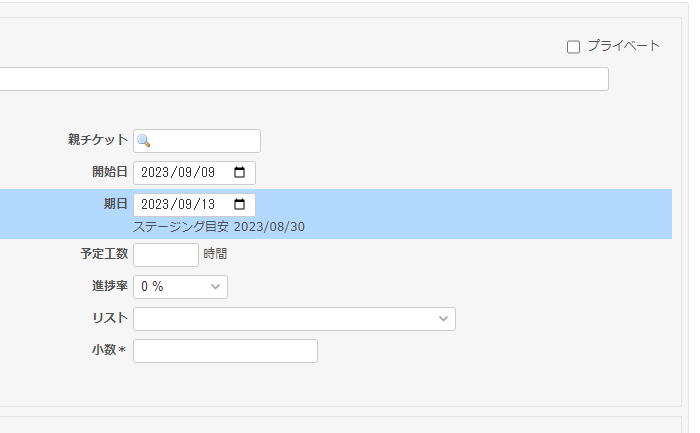 プライベート
親チケット
開始日 2023/09/09
期日 2023/09/13
ステージング目安 2023/08/30
予定工数 時間
進捗率 0 %
リスト
小数*